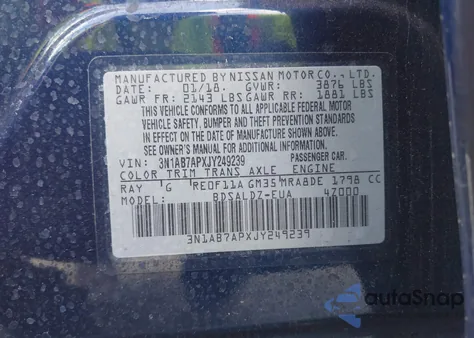 MANUFACTURED BY NISSAN MOTOR CO., LTD.
DATE: 01/18. GVWR: 3876 LBS
GAWR FR: 2143 LBS GAWR RR: 1881 LBS
THIS VEHICLE CONFORMS TO ALL APPLICABLE FEDERAL MOTOR
VEHICLE SAFETY, BUMPER AND THEFT PREVENTION STANDARDS
IN EFFECT ON THE DATE OF MANUFACTURE SHOWN ABOVE.
SEE OWNER'S MANUAL FOR ADDITIONAL INFORMATION.
VIN: 3N1AB7APXJY249239 PASSENGER CAR.
COLOR TRIM TRANS AXLE ENGINE
RAY G RE0F11A GM35 MRA8DE 1798 CC
MODEL: BDSALDZ-EUA 47000
3N1AB7APXJY249239
autoSnap